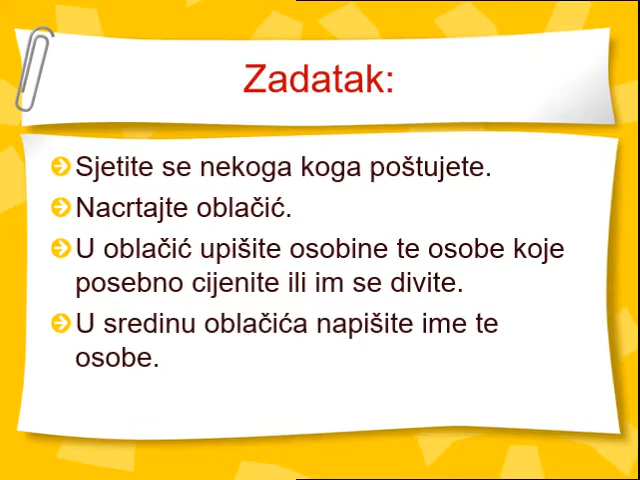 Zadatak:
Sjetite se nekoga koga poštujete.
Nacrtajte oblačić.
U oblačić upišite osobine te osobe koje
posebno cijenite ili im se divite.
U sredinu oblačića napišite ime te
osobe.